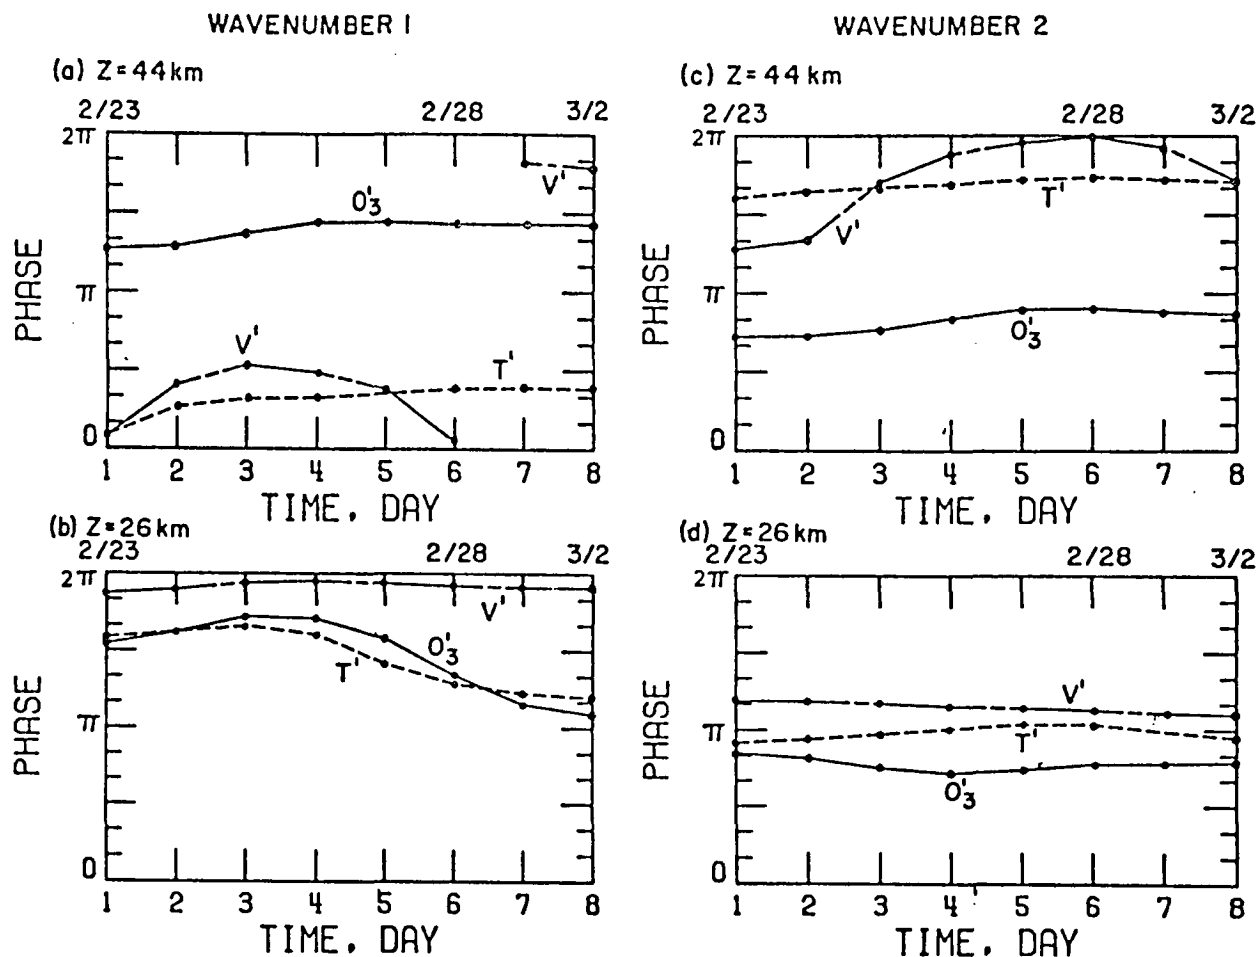 WAVENUMBER 1
WAVENUMBER 2
(a) Z=44km
2/23 2/28 3/2
2π
π
0
PHASE
V'
O'3
V'
T'
1 2 3 4 5 6 7 8
TIME, DAY
(c) Z=44km
2/23 2/28 3/2
2π
π
0
PHASE
T'
V'
O'3
1 2 3 4 5 6 7 8
TIME, DAY
(b) Z=26km
2/23 2/28 3/2
2π
π
0
PHASE
V'
O'3
T'
1 2 3 4 5 6 7 8
TIME, DAY
(d) Z=26km
2/23 2/28 3/2
2π
π
0
PHASE
V'
T'
O'3
1 2 3 4 5 6 7 8
TIME, DAY